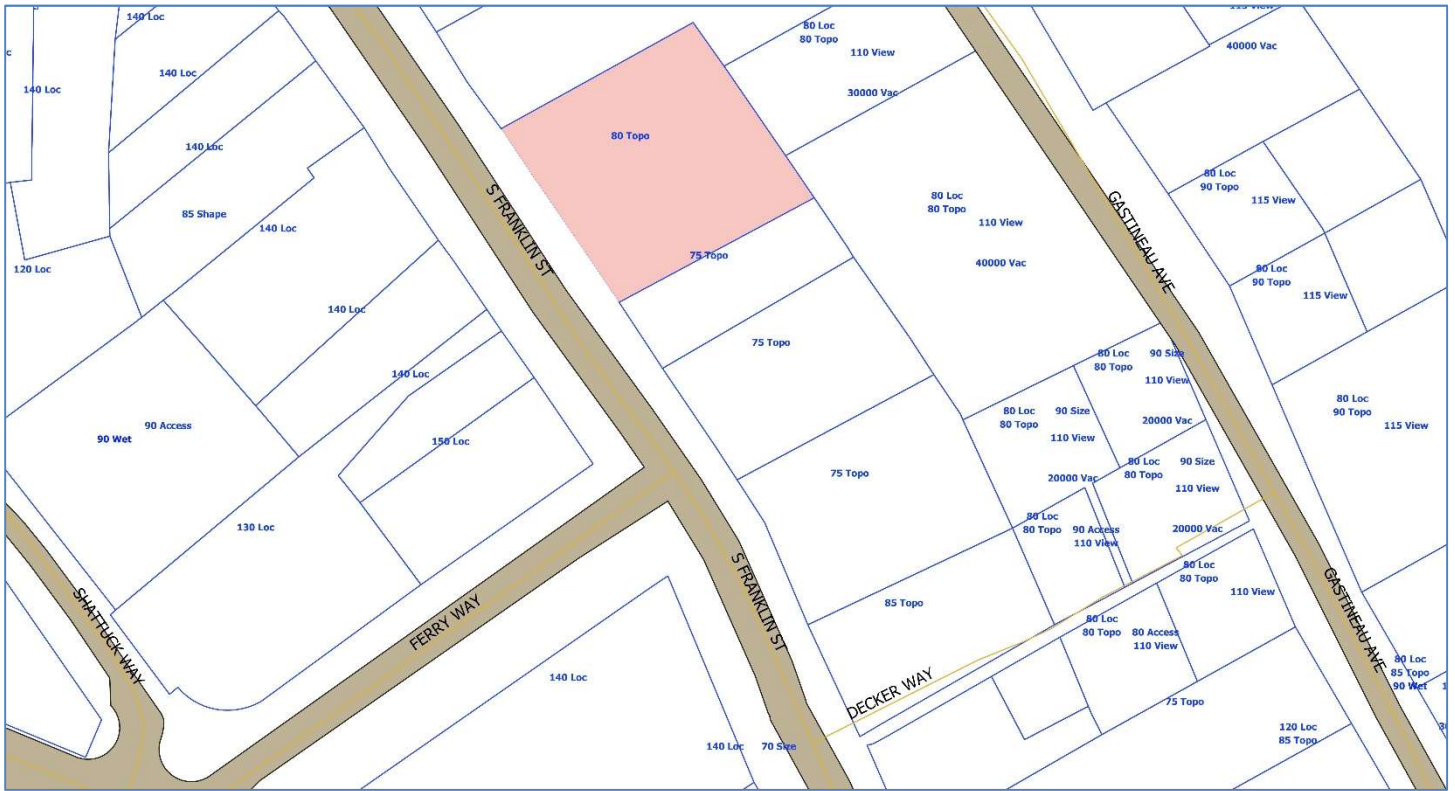 140 Loc
140 Loc
140 Loc
c
140 Loc
85 Shape
140 Loc
120 Loc
140 Loc
140 Loc
90 Access
90 Wet
150 Loc
130 Loc
SHATTUCK WAY
FERRY WAY
140 Loc
140 Loc
70 Size
S FRANKLIN ST
S FRANKLIN ST
DECKER WAY
80 Topo
75 Topo
75 Topo
75 Topo
85 Topo
80 Loc
80 Topo
110 View
30000 Vac
80 Loc
80 Topo
110 View
40000 Vac
115 View
40000 Vac
GASTINEAU AVE
80 Loc
90 Topo
115 View
80 Loc
90 Topo
115 View
80 Loc
90 Topo
115 View
80 Loc
80 Topo
90 Size
110 View
20000 Vac
80 Loc
80 Topo
90 Size
110 View
20000 Vac
80 Loc
80 Topo
90 Size
110 View
20000 Vac
80 Loc
80 Topo
90 Access
110 View
80 Loc
80 Topo
110 View
80 Loc
80 Topo
80 Access
110 View
75 Topo
120 Loc
85 Topo
GASTINEAU AVE
80 Loc
85 Topo
90 Wet